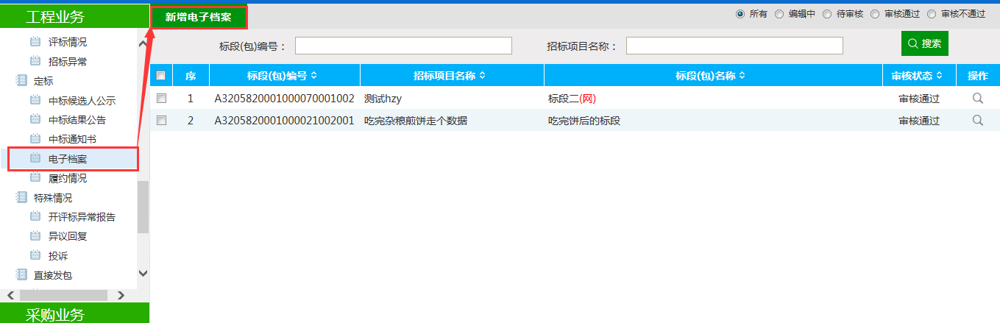 工程业务
评标情况
招标异常
定标
中标候选人公示
中标结果公告
中标通知书
电子档案
履约情况
特殊情况
开评标异常报告
异议回复
投诉
直接发包
采购业务
新增电子档案
所有 编辑中 待审核 审核通过 审核不通过
标段(包)编号： 招标项目名称： 搜索
序 标段(包)编号 招标项目名称 标段(包)名称 审核状态 操作
1 A3205820001000070001002 测试hzy 标段二(网) 审核通过
2 A3205820001000021002001 吃完杂粮煎饼走个数据 吃完饼后的标段 审核通过